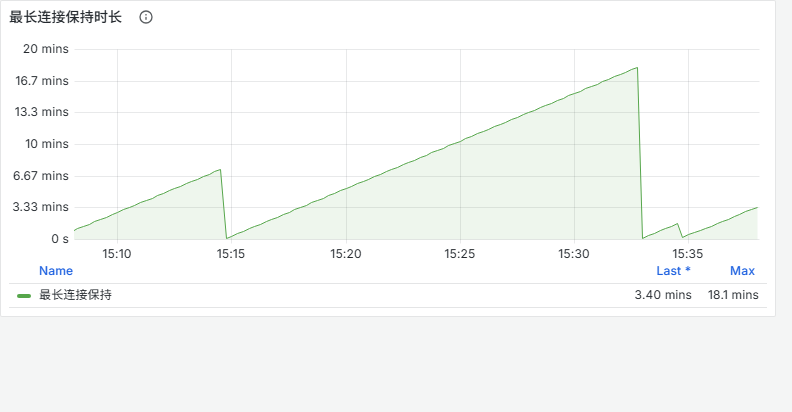 最长连接保持时长
20 mins
16.7 mins
13.3 mins
10 mins
6.67 mins
3.33 mins
0 s
15:10 15:15 15:20 15:25 15:30 15:35
Name Last * Max
最长连接保持 3.40 mins 18.1 mins